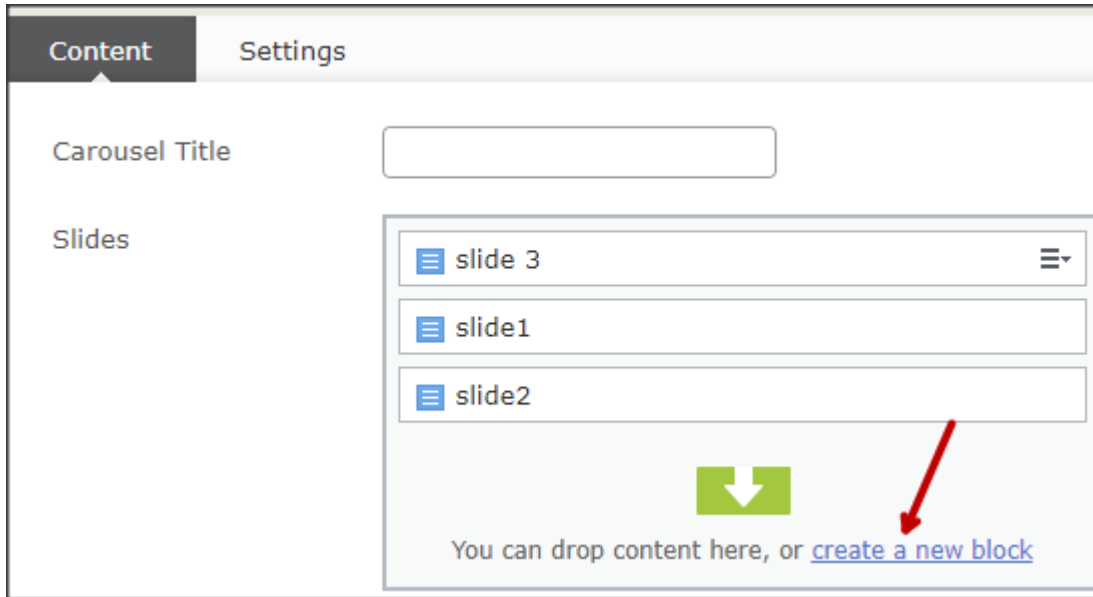 Content Settings
Carousel Title
Slides
slide 3
slide1
slide2
You can drop content here, or create a new block